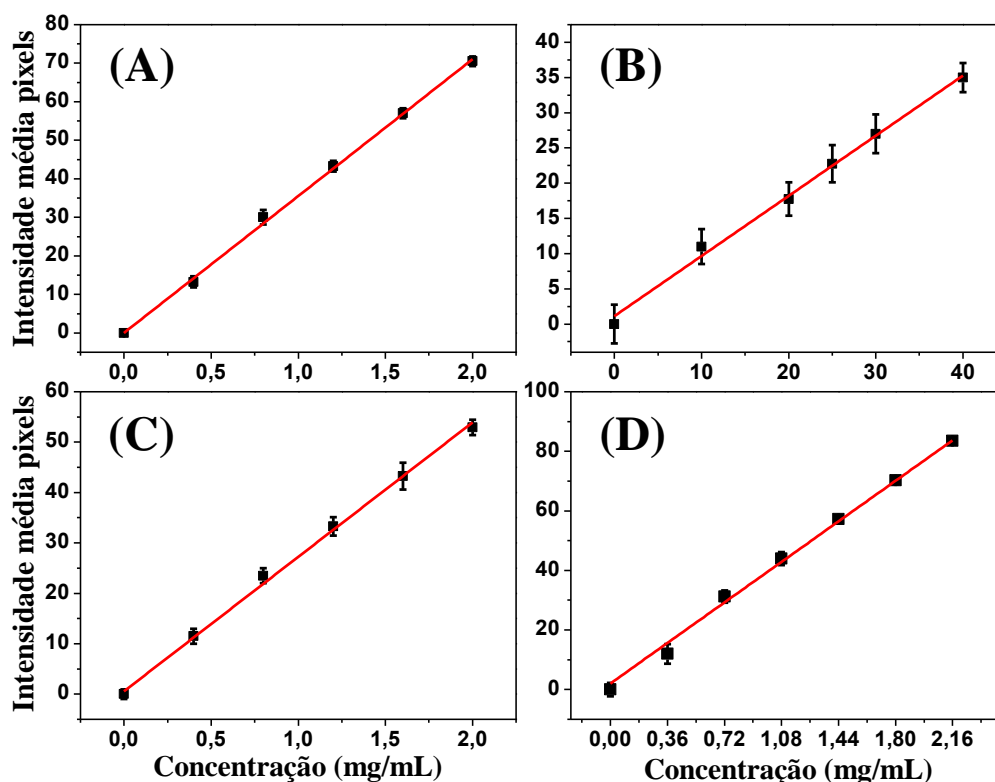 (A)
Intensidade média pixels
80
70
60
50
40
30
20
10
0
0,0 0,5 1,0 1,5 2,0
(B)
40
35
30
25
20
15
10
5
0
0 10 20 30 40
(C)
Intensidade média pixels
60
50
40
30
20
10
0
0,0 0,5 1,0 1,5 2,0
Concentração (mg/mL)
(D)
100
80
60
40
20
0
0,00 0,36 0,72 1,08 1,44 1,80 2,16
Concentração (mg/mL)